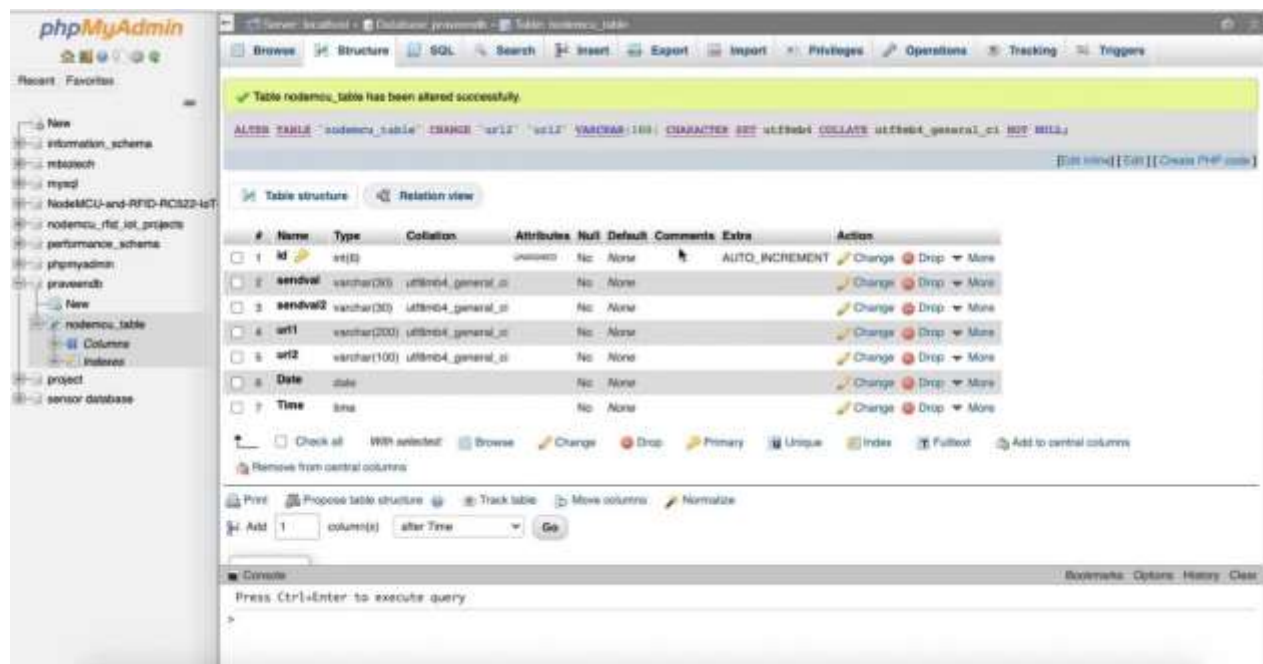 phpMyAdmin
Server: localhost » Database: praveendb » Table: nodemcu_table
Browse Structure SQL Search Insert Export Import Privileges Operations Tracking Triggers
Recent Favorites
New
information_schema
mbiotech
mysql
NodeMCU-and-RFID-RC522-IoT
nodemcu_rfid_iot_projects
performance_schema
phpmyadmin
praveendb
New
nodemcu_table
Columns
Indexes
project
sensor database
Table nodemcu_table has been altered successfully.
ALTER TABLE `nodemcu_table` CHANGE `url2` `url2` VARCHAR(100) CHARACTER SET utf8mb4 COLLATE utf8mb4_general_ci NOT NULL;
[Edit inline] [ Edit ] [ Create PHP code ]
Table structure Relation view
# Name Type Collation Attributes Null Default Comments Extra Action
1 id int(6) UNSIGNED No None AUTO_INCREMENT Change Drop More
2 sendval varchar(30) utf8mb4_general_ci No None Change Drop More
3 sendval2 varchar(30) utf8mb4_general_ci No None Change Drop More
4 url1 varchar(200) utf8mb4_general_ci No None Change Drop More
5 url2 varchar(100) utf8mb4_general_ci No None Change Drop More
6 Date date No None Change Drop More
7 Time time No None Change Drop More
Check all With selected: Browse Change Drop Primary Unique Index Fulltext Add to central columns
Remove from central columns
Print Propose table structure Track table Move columns Normalize
Add 1 column(s) after Time Go
Console Bookmarks Options History Clear
Press Ctrl+Enter to execute query
>